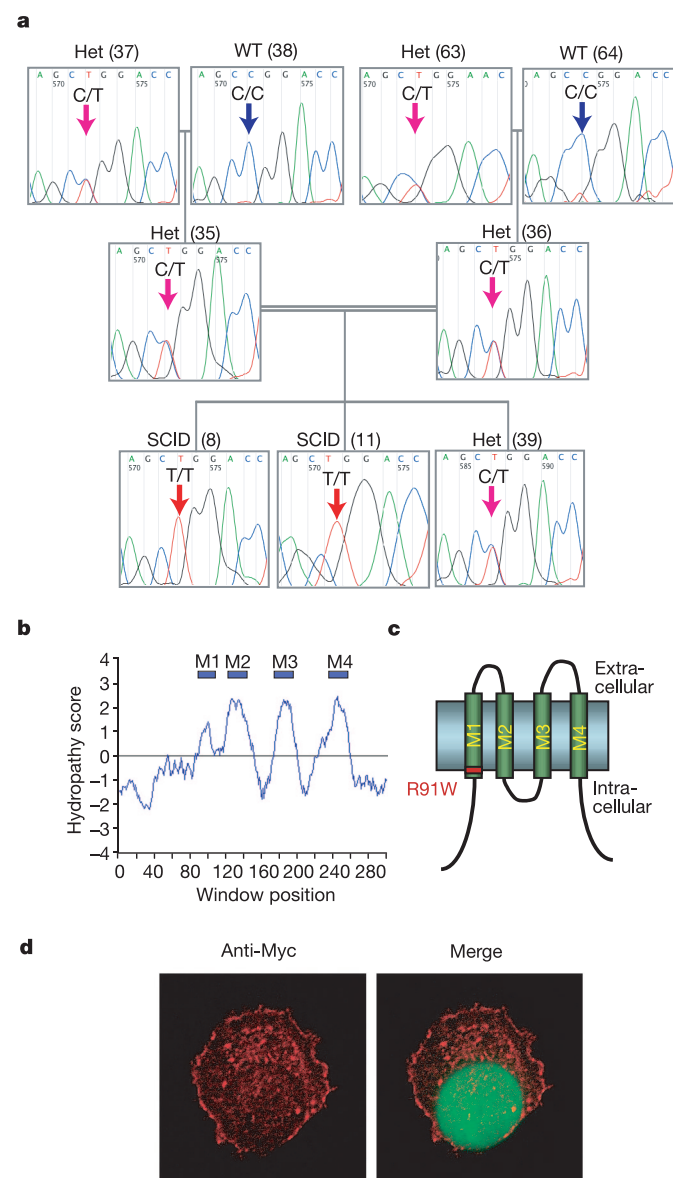 a
Het (37) WT (38) Het (63) WT (64)
A G C T G G A C C
570 575
C/T
A G C C G G A C C
570 575
C/C
A G C T G G A A C
570 575
C/T
A G C C G G A C C
575
C/C
Het (35) Het (36)
A G C T G G A C C
570 575
C/T
A G C T G G A C C
575
C/T
SCID (8) SCID (11) Het (39)
A G C T G G A C C
570 575
T/T
A G C T G G A C C
570 575
T/T
A G C T G G A C C
585 590
C/T
b
M1 M2 M3 M4
Hydropathy score
4
3
2
1
0
–1
–2
–3
–4
0 40 80 120 160 200 240 280
Window position
c
Extra-
cellular
M1 M2 M3 M4
R91W
Intra-
cellular
d
Anti-Myc Merge